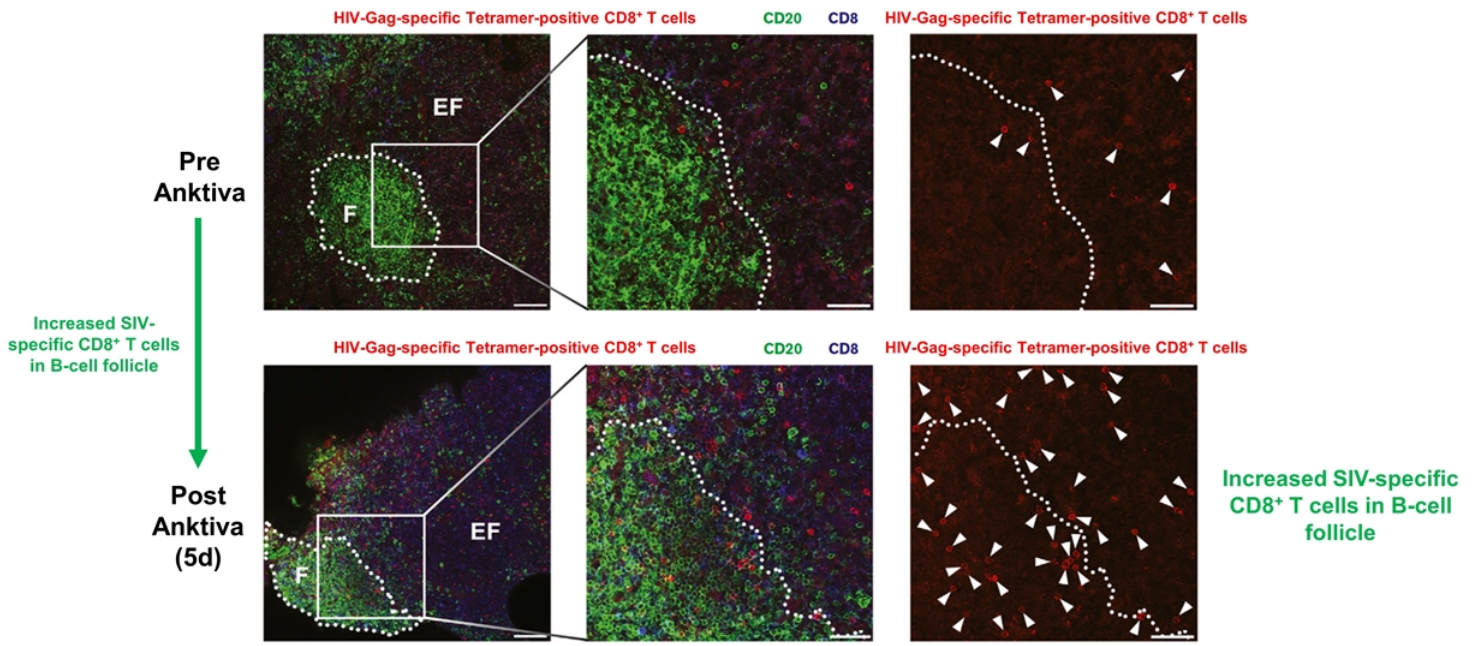 HIV-Gag-specific Tetramer-positive CD8⁺ T cells CD20 CD8 HIV-Gag-specific Tetramer-positive CD8⁺ T cells
EF
F
Pre
Anktiva
Increased SIV-
specific CD8⁺ T cells
in B-cell follicle
HIV-Gag-specific Tetramer-positive CD8⁺ T cells CD20 CD8 HIV-Gag-specific Tetramer-positive CD8⁺ T cells
EF
F
Post
Anktiva
(5d)
Increased SIV-specific
CD8⁺ T cells in B-cell
follicle